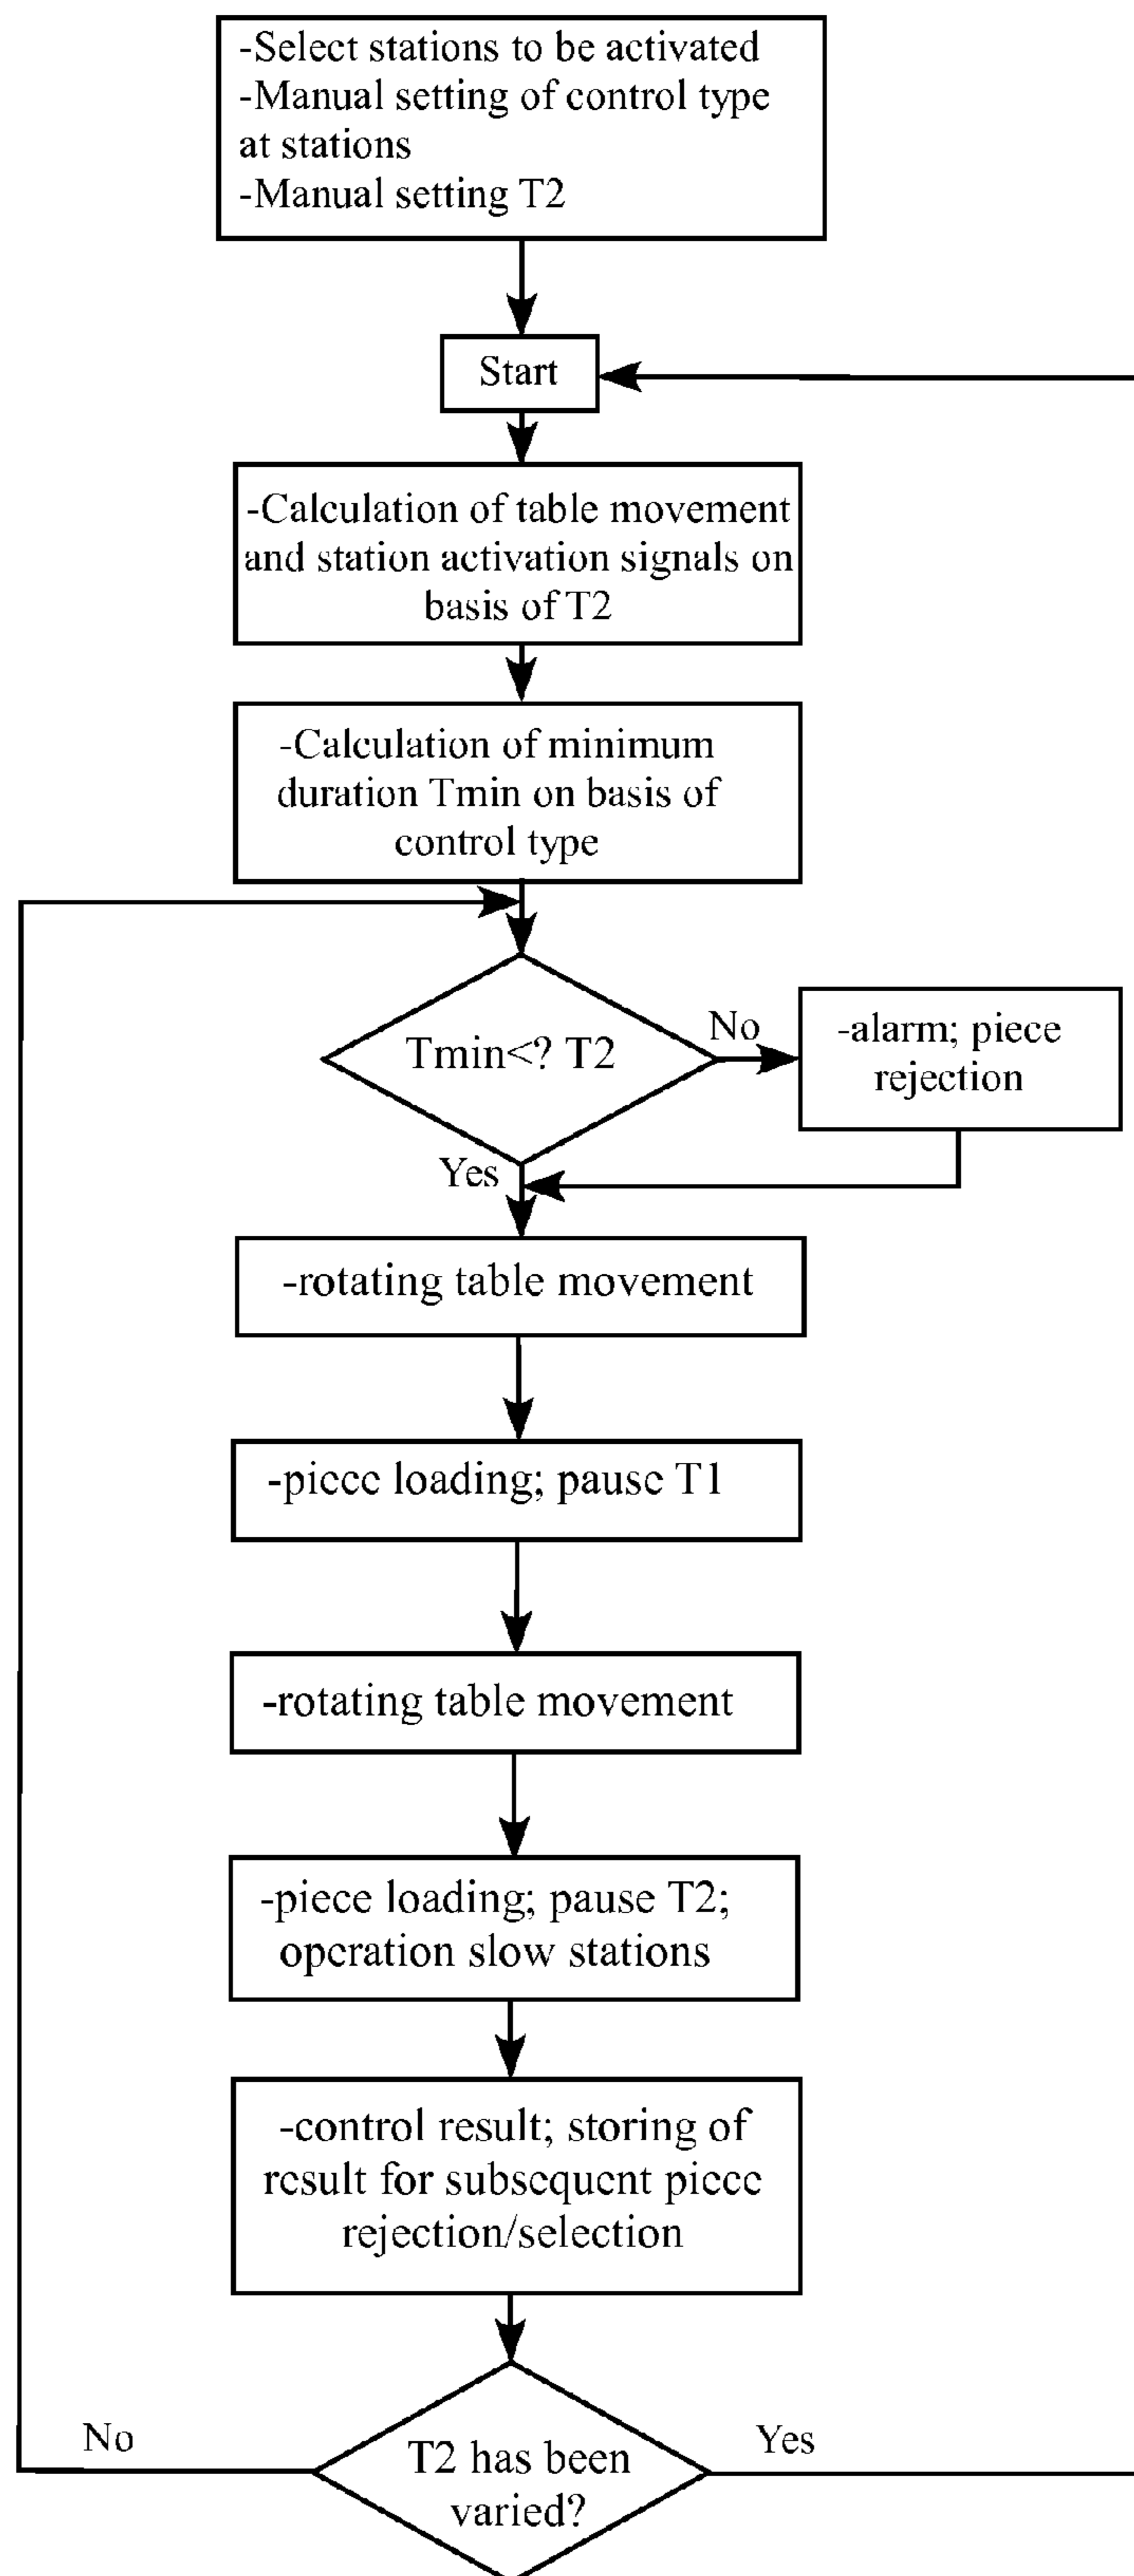 -Select stations to be activated
-Manual setting of control type
at stations
-Manual setting T2
Start
-Calculation of table movement
and station activation signals on
basis of T2
-Calculation of minimum
duration Tmin on basis of
control type
Tmin<? T2
No
-alarm; piece
rejection
Yes
-rotating table movement
-piece loading; pause T1
-rotating table movement
-piece loading; pause T2;
operation slow stations
-control result; storing of
result for subsequent piece
rejection/selection
No
T2 has been
varied?
Yes